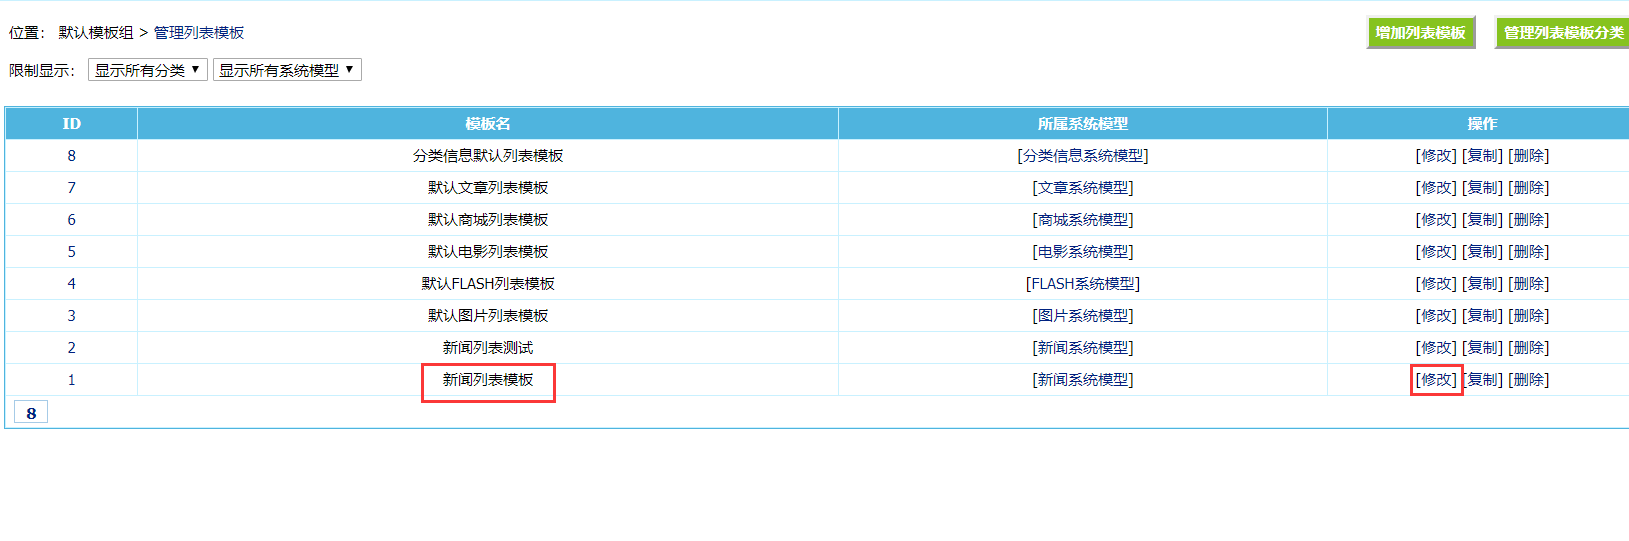 位置： 默认模板组 > 管理列表模板 增加列表模板 管理列表模板分类
限制显示： 显示所有分类 ▼ 显示所有系统模型 ▼
ID 模板名 所属系统模型 操作
8 分类信息默认列表模板 [分类信息系统模型] [修改] [复制] [删除]
7 默认文章列表模板 [文章系统模型] [修改] [复制] [删除]
6 默认商城列表模板 [商城系统模型] [修改] [复制] [删除]
5 默认电影列表模板 [电影系统模型] [修改] [复制] [删除]
4 默认FLASH列表模板 [FLASH系统模型] [修改] [复制] [删除]
3 默认图片列表模板 [图片系统模型] [修改] [复制] [删除]
2 新闻列表测试 [新闻系统模型] [修改] [复制] [删除]
1 新闻列表模板 [新闻系统模型] [修改] [复制] [删除]
8